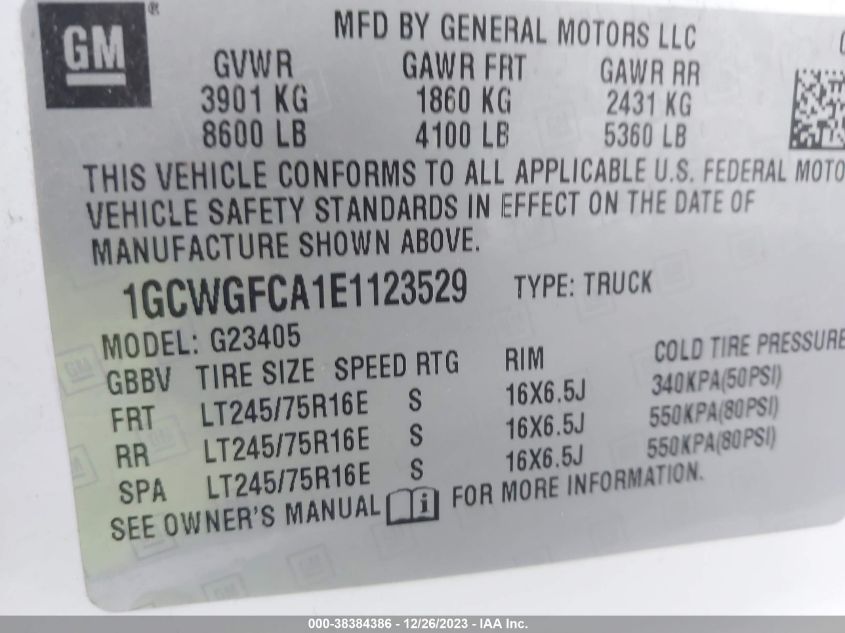 GM ®
MFD BY GENERAL MOTORS LLC
GVWR GAWR FRT GAWR RR
3901 KG 1860 KG 2431 KG
8600 LB 4100 LB 5360 LB
THIS VEHICLE CONFORMS TO ALL APPLICABLE U.S. FEDERAL MOTO
VEHICLE SAFETY STANDARDS IN EFFECT ON THE DATE OF
MANUFACTURE SHOWN ABOVE.
1GCWGFCA1E1123529 TYPE: TRUCK
MODEL: G23405
GBBV TIRE SIZE SPEED RTG RIM COLD TIRE PRESSURE
FRT LT245/75R16E S 16X6.5J 340KPA(50PSI)
RR LT245/75R16E S 16X6.5J 550KPA(80PSI)
SPA LT245/75R16E S 16X6.5J 550KPA(80PSI)
SEE OWNER'S MANUAL i FOR MORE INFORMATION.
000-38384386 - 12/26/2023 - IAA Inc.